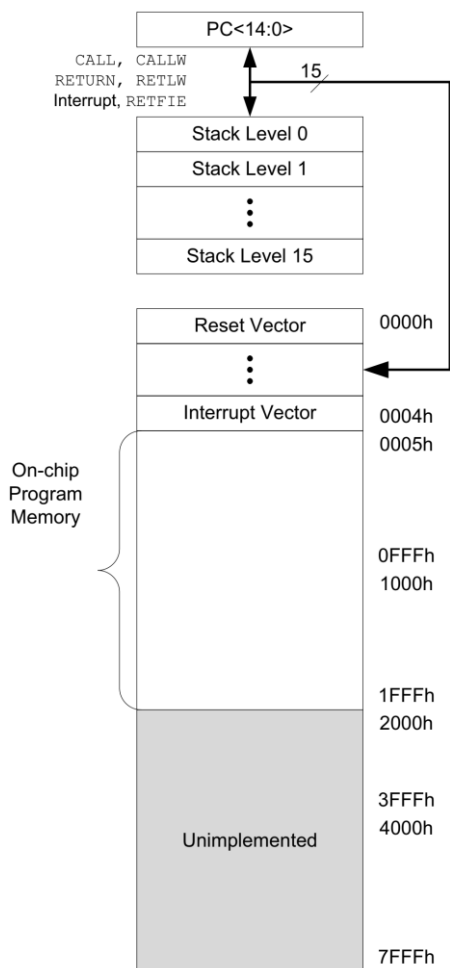 PC<14:0>
CALL, CALLW
RETURN, RETLW
Interrupt, RETFIE
15
Stack Level 0
Stack Level 1
Stack Level 15
Reset Vector
0000h
Interrupt Vector
0004h
0005h
On-chip
Program
Memory
0FFFh
1000h
1FFFh
2000h
3FFFh
4000h
Unimplemented
7FFFh